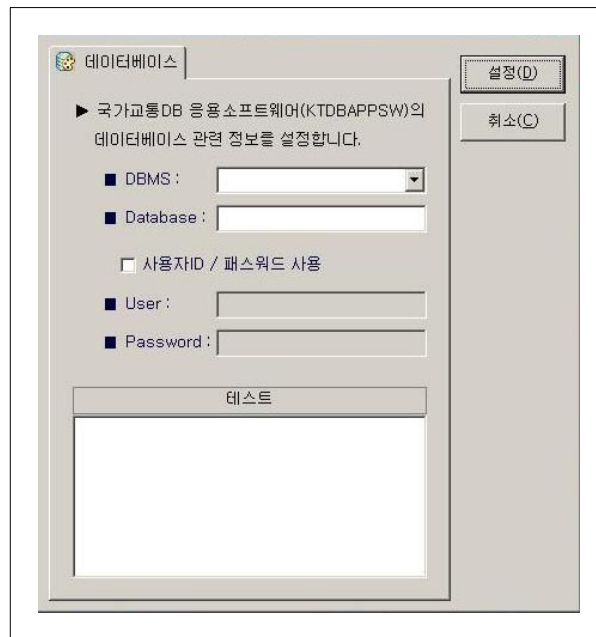 데이터베이스
설정(D)
취소(C)
▶ 국가교통DB 응용소프트웨어(KTDBAPPSW)의
데이터베이스 관련 정보를 설정합니다.
■ DBMS :
■ Database :
사용자ID / 패스워드 사용
■ User :
■ Password :
테스트